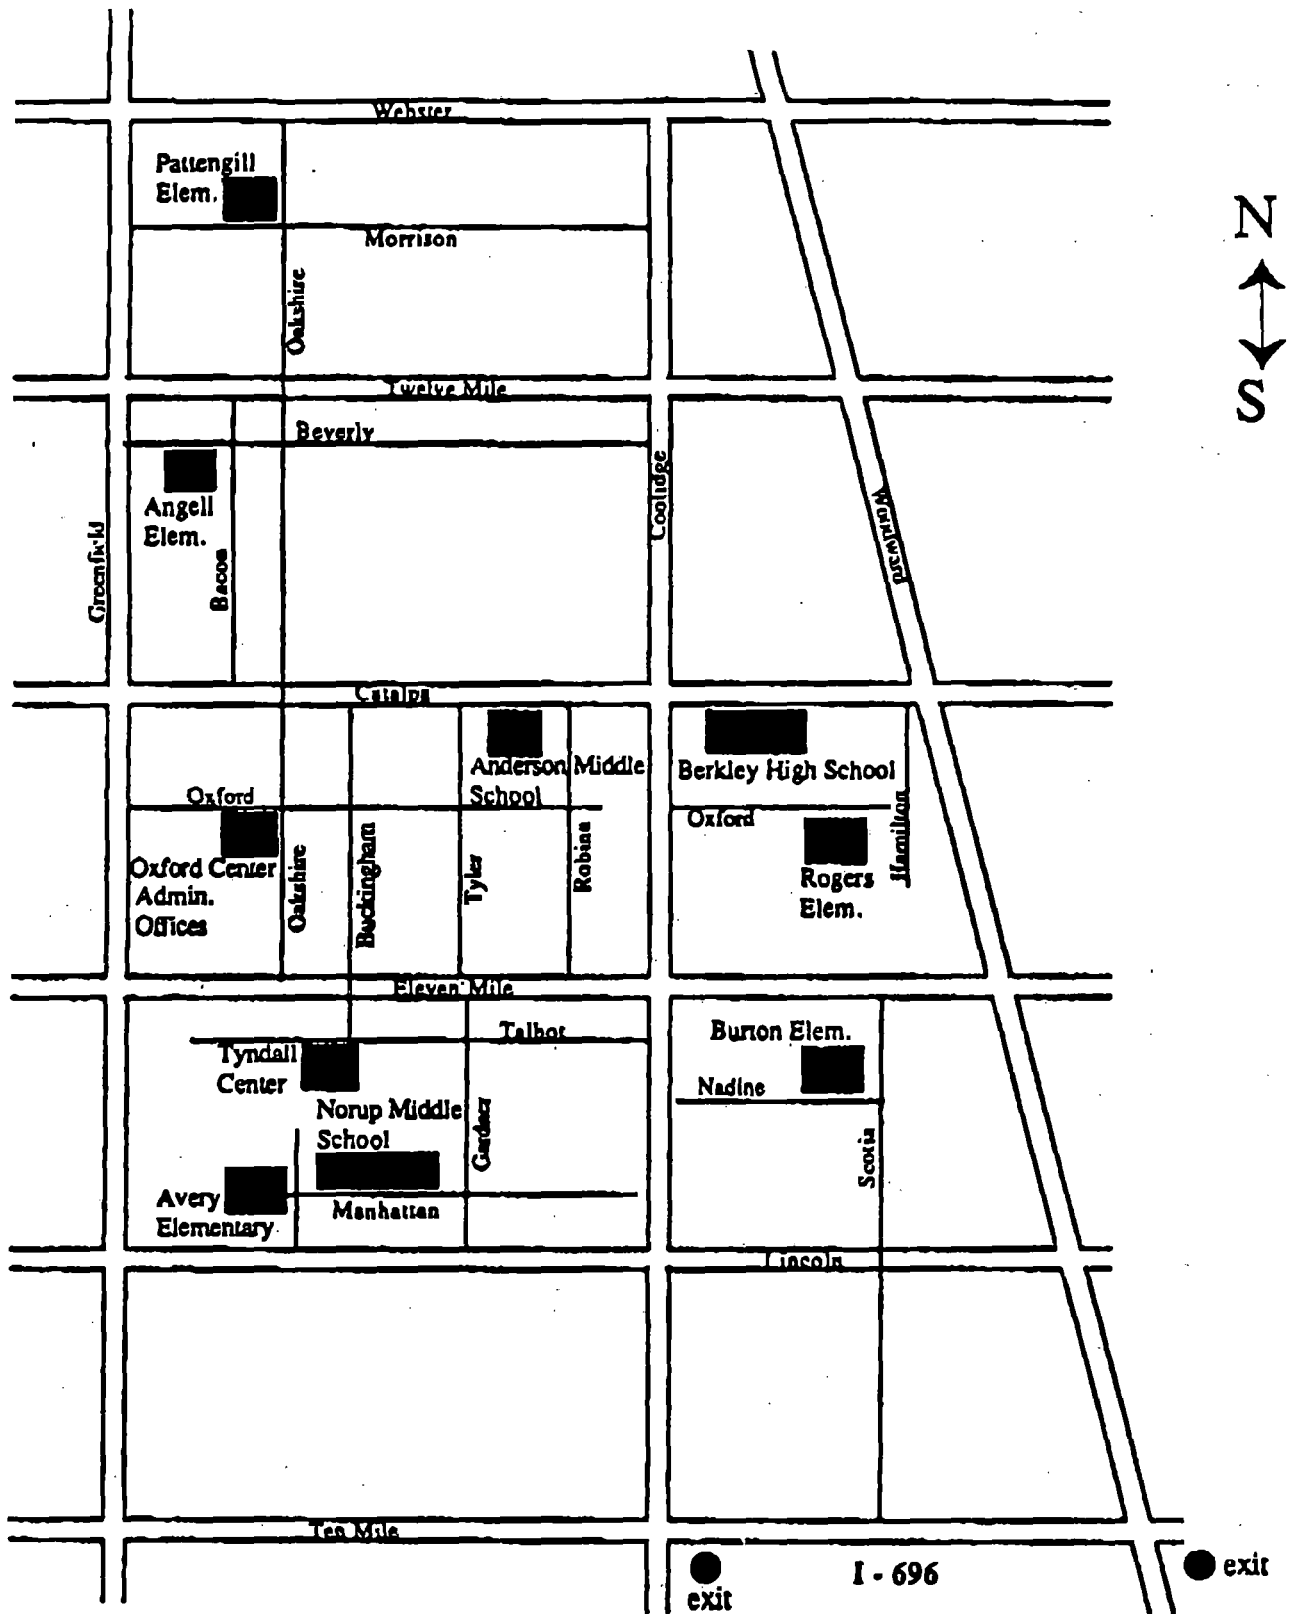 Webster
Pattengill
Elem.
Morrison
N
Oakshire
S
Twelve Mile
Beverly
Coolidge
Angell
Elem.
Woodward
Greenfield
Bacon
Catalpa
Anderson Middle
School
Berkley High School
Oxford
Oxford
Hamilton
Oxford Center
Admin.
Offices
Oakshire
Buckingham
Tyler
Robina
Rogers
Elem.
Eleven Mile
Talbot
Burton Elem.
Tyndall
Center
Nadine
Norup Middle
School
Gardner
Scotia
Avery
Elementary
Manhattan
Lincoln
Ten Mile
I - 696
exit
exit